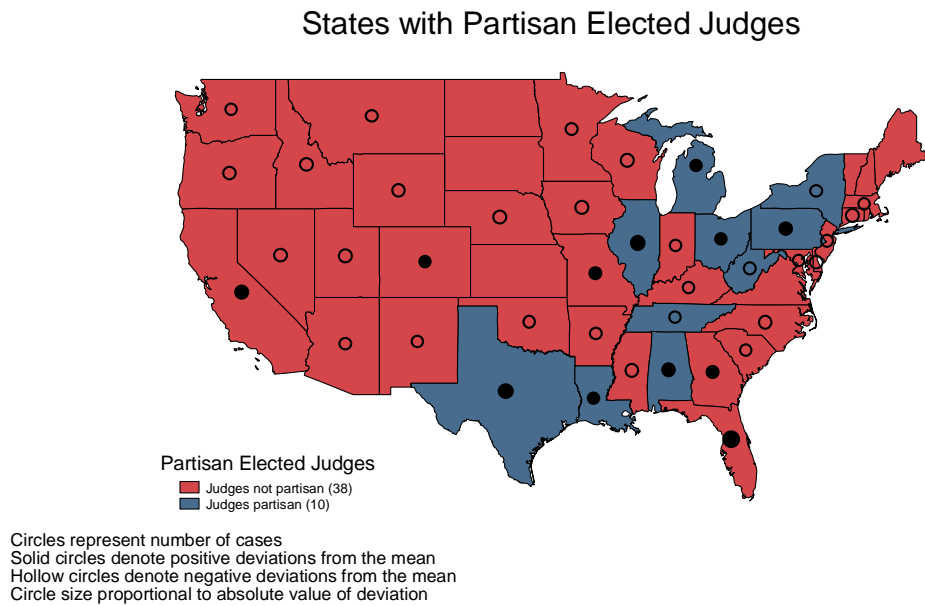 States with Partisan Elected Judges
Partisan Elected Judges
Judges not partisan (38)
Judges partisan (10)
Circles represent number of cases
Solid circles denote positive deviations from the mean
Hollow circles denote negative deviations from the mean
Circle size proportional to absolute value of deviation